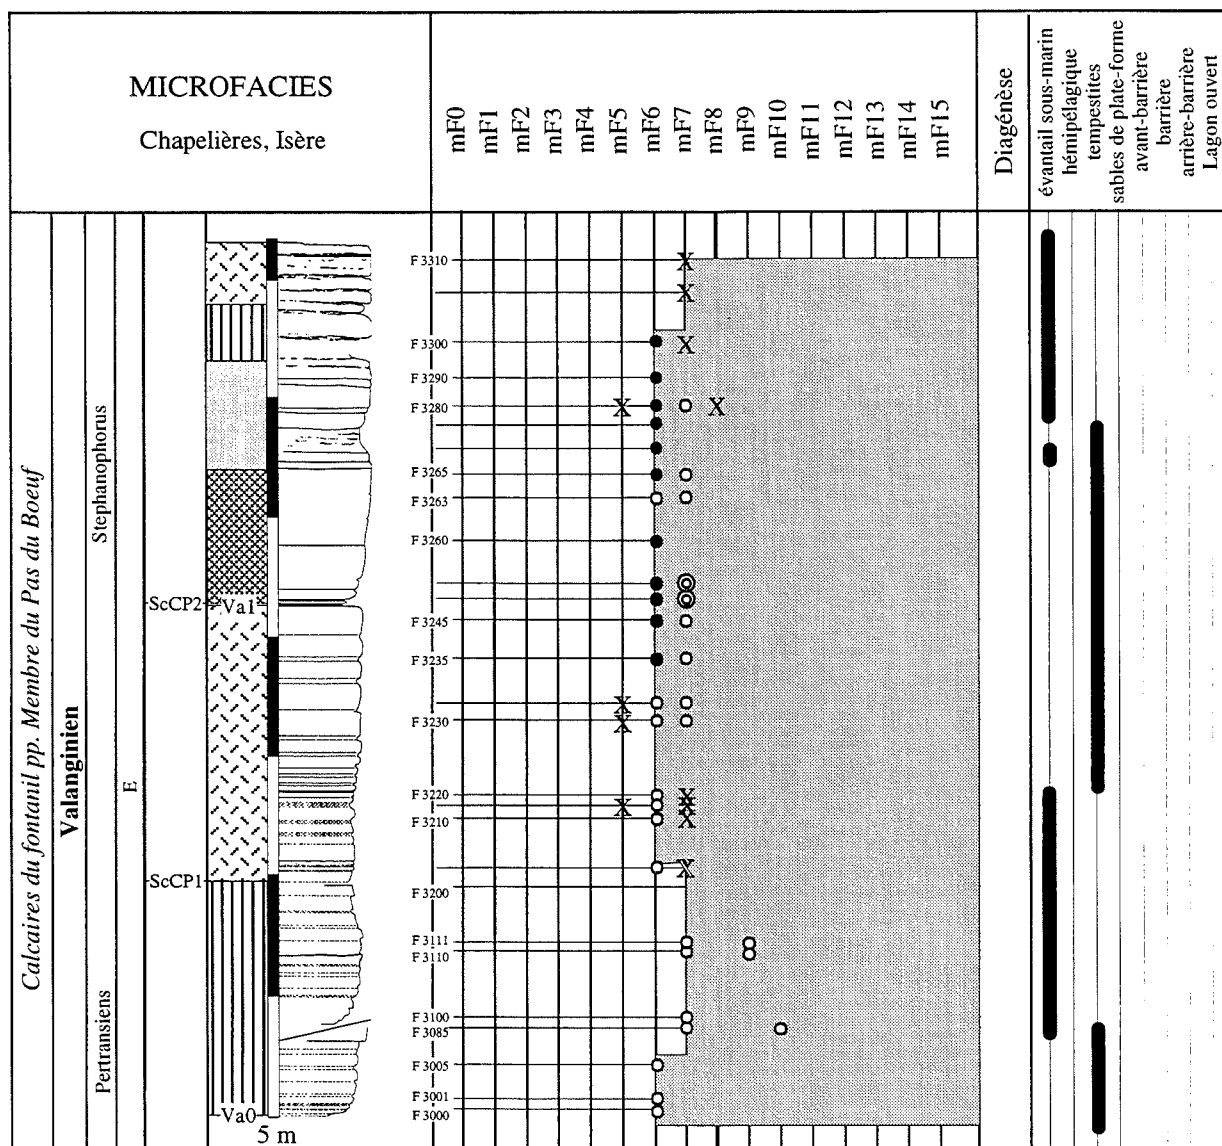 MICROFACIES
Chapelières, Isère
mF0
mF1
mF2
mF3
mF4
mF5
mF6
mF7
mF8
mF9
mF10
mF11
mF12
mF13
mF14
mF15
Diagénèse
évantail sous-marin
hémipélagique
tempestites
sables de plate-forme
avant-barrière
barrière
arrière-barrière
Lagon ouvert
Calcaires du fontanil pp. Membre du Pas du Boeuf
Valanginien
Stephanophorus
Pertransiens
E
ScCP2
Va1
ScCP1
Va0
5 m
F 3310
X
X
F 3300
X
F 3290
F 3280
X
X
F 3265
F 3263
F 3260
F 3245
F 3235
X
F 3230
X
F 3220
X
X
X
F 3210
X
X
F 3200
F 3111
F 3110
F 3100
F 3085
F 3005
F 3001
F 3000